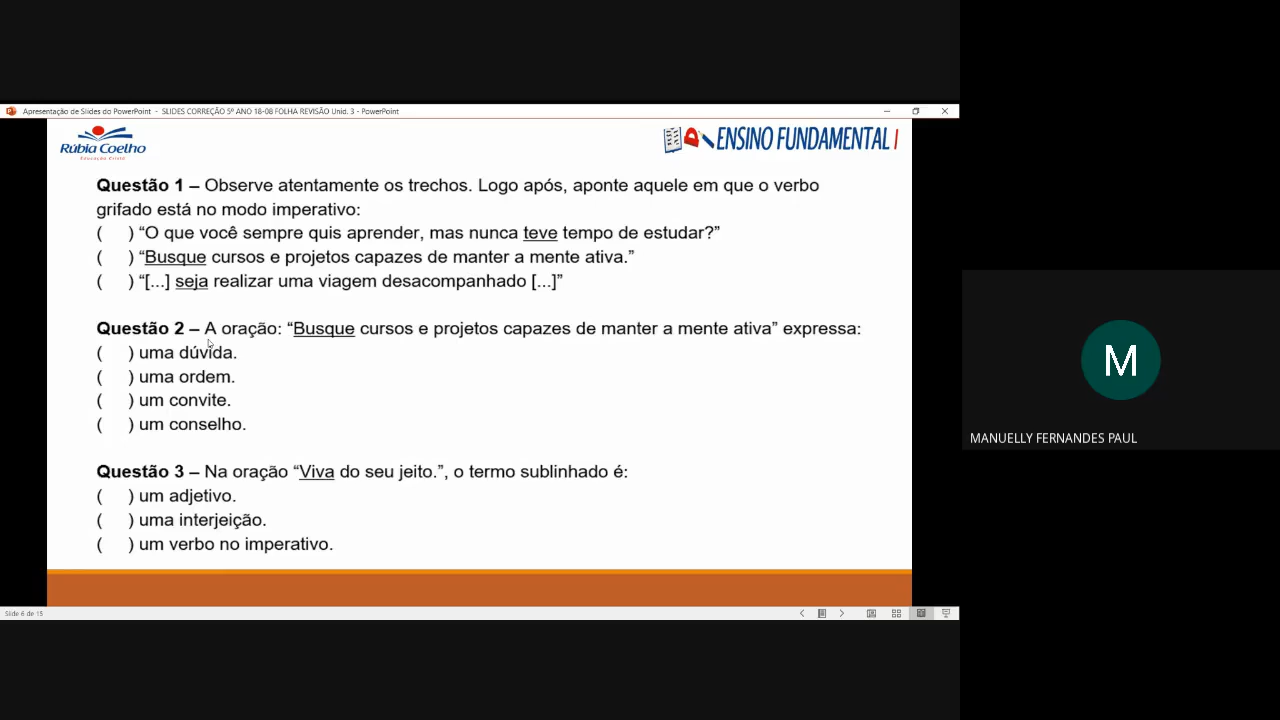 Apresentação de Slides do PowerPoint - SLIDES CORREÇÃO 5º ANO 18-08 FOLHA REVISÃO Unid. 3 - PowerPoint
Rúbia Coelho
Educação Cristã
ENSINO FUNDAMENTAL I
Questão 1 – Observe atentamente os trechos. Logo após, aponte aquele em que o verbo
grifado está no modo imperativo:
( ) “O que você sempre quis aprender, mas nunca teve tempo de estudar?”
( ) “Busque cursos e projetos capazes de manter a mente ativa.”
( ) “[...] seja realizar uma viagem desacompanhado [...]”
Questão 2 – A oração: “Busque cursos e projetos capazes de manter a mente ativa” expressa:
( ) uma dúvida.
( ) uma ordem.
( ) um convite.
( ) um conselho.
Questão 3 – Na oração “Viva do seu jeito.”, o termo sublinhado é:
( ) um adjetivo.
( ) uma interjeição.
( ) um verbo no imperativo.
Slide 6 de 15
M
MANUELLY FERNANDES PAUL